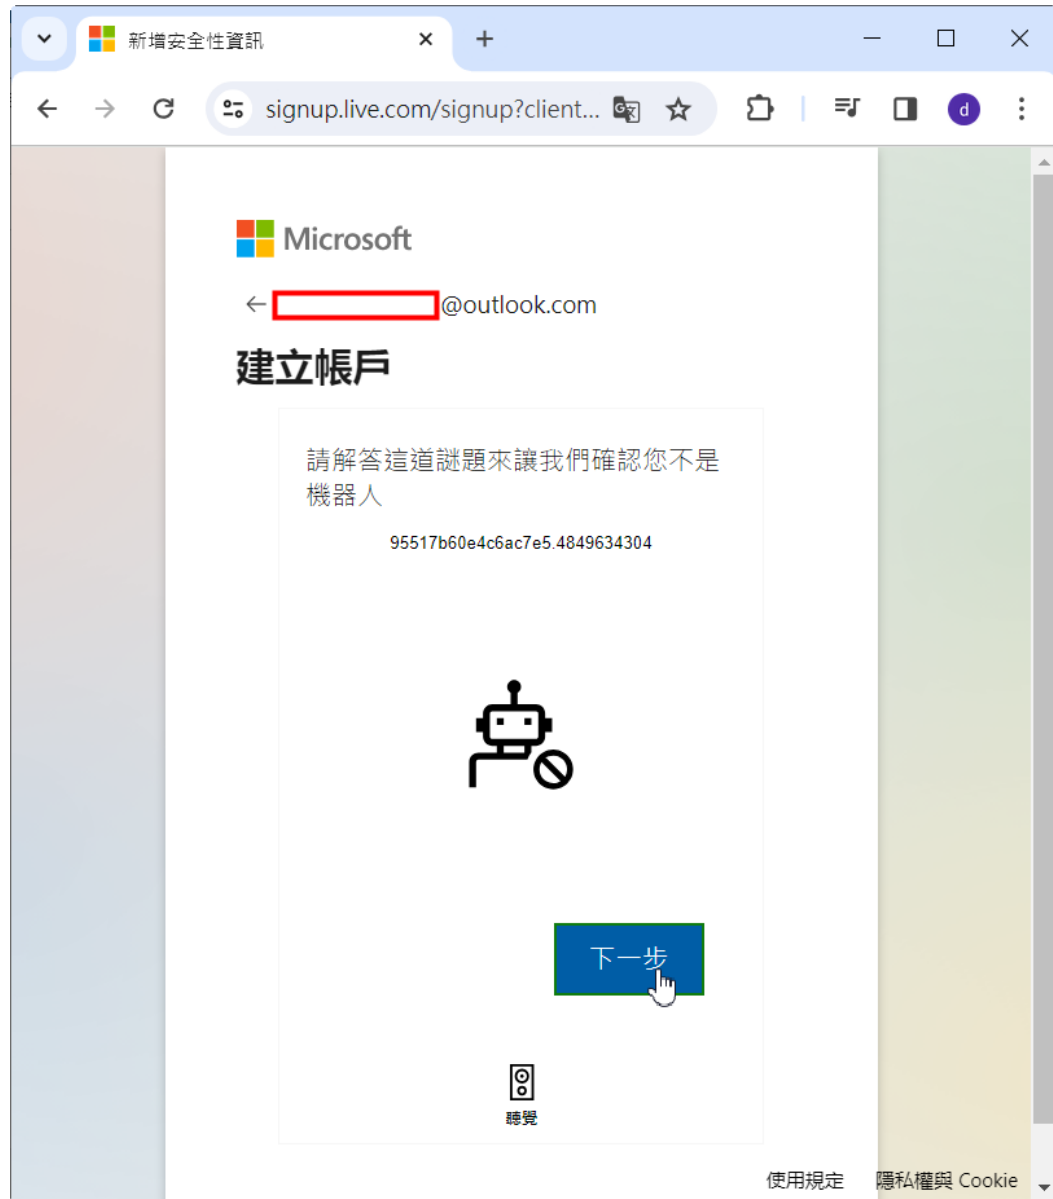 新增安全性資訊
signup.live.com/signup?client...
d
Microsoft
@outlook.com
建立帳戶
請解答這道謎題來讓我們確認您不是
機器人
95517b60e4c6ac7e5.4849634304
下一步
聽覺
使用規定 隱私權與 Cookie